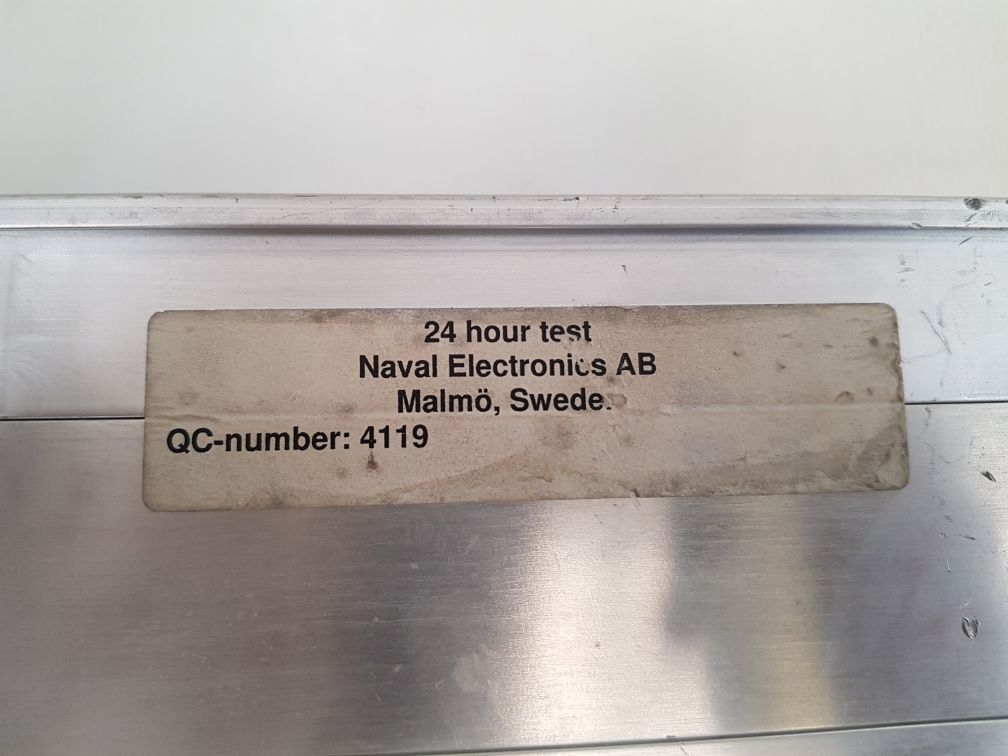 24 hour test
Naval Electronics AB
Malmö, Swede
QC-number: 4119